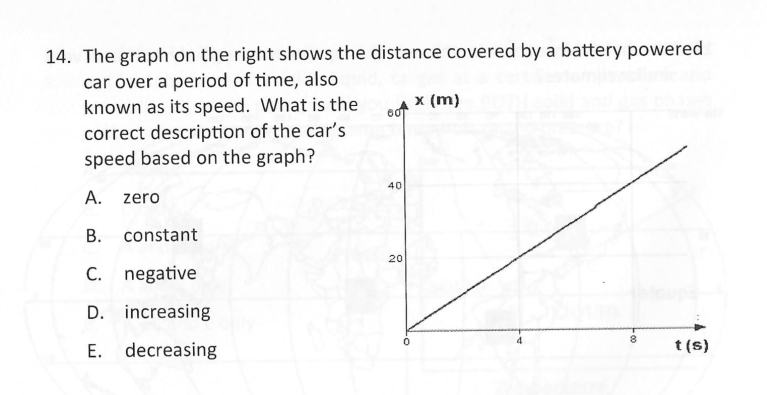 14. The graph on the right shows the distance covered by a battery powered
car over a period of time, also
known as its speed. What is the
correct description of the car's
speed based on the graph?
A. zero
B. constant
C. negative
D. increasing
E. decreasing
x (m)
60
40
20
0
4
8
t (s)